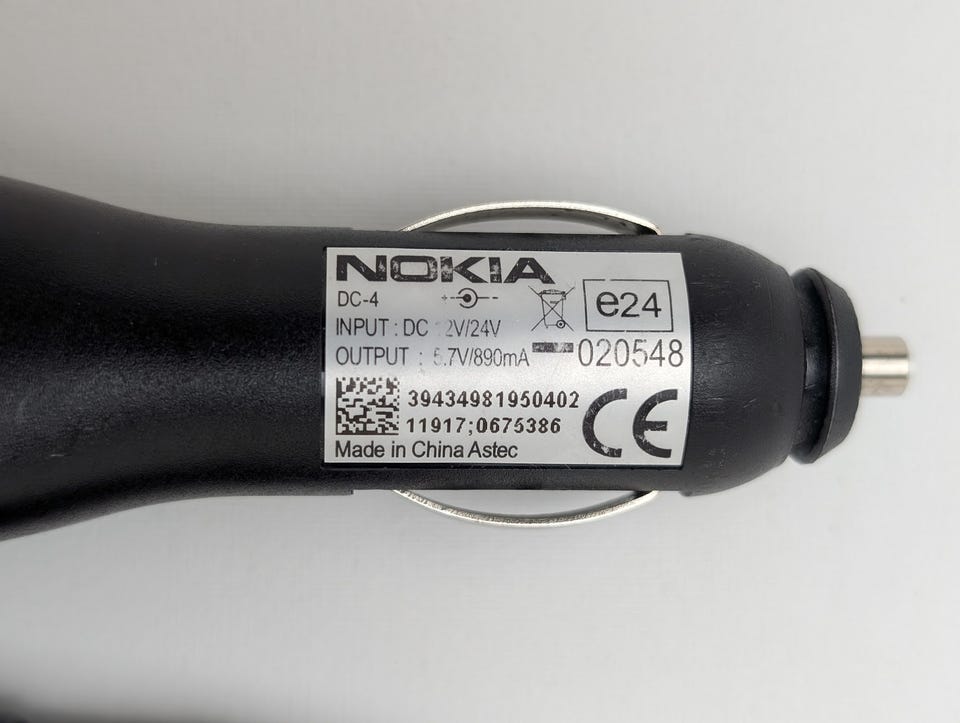 NOKIA
DC-4
e24
INPUT : DC 12V/24V
OUTPUT : 5.7V/890mA
020548
39434981950402
11917;0675386
CE
Made in China Astec